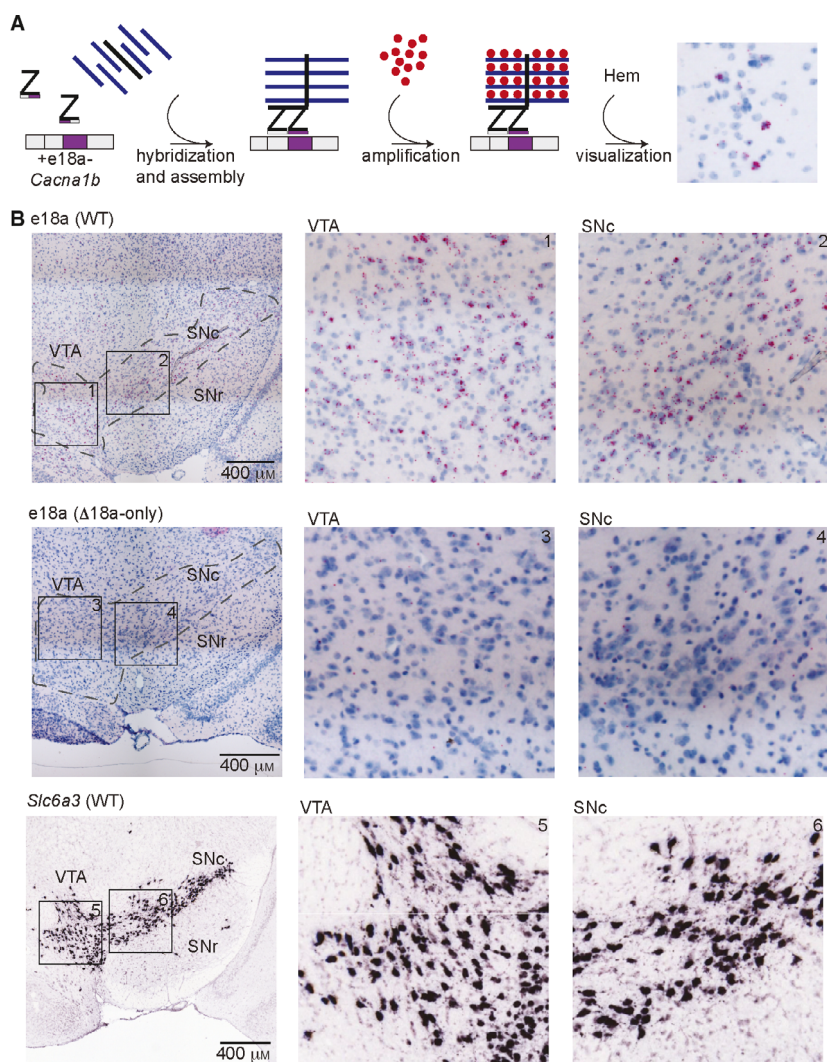 A
Z
Z
+e18a-
Cacna1b
hybridization
and assembly
ZZ
amplification
ZZ
Hem
visualization
B e18a (WT)
VTA
SNc
VTA
1
2
SNc
SNr
400 µM
1
2
e18a (Δ18a-only)
VTA
SNc
VTA
3
4
SNc
SNr
400 µM
3
4
Slc6a3 (WT)
VTA
SNc
VTA
5
6
SNc
SNr
400 µM
5
6